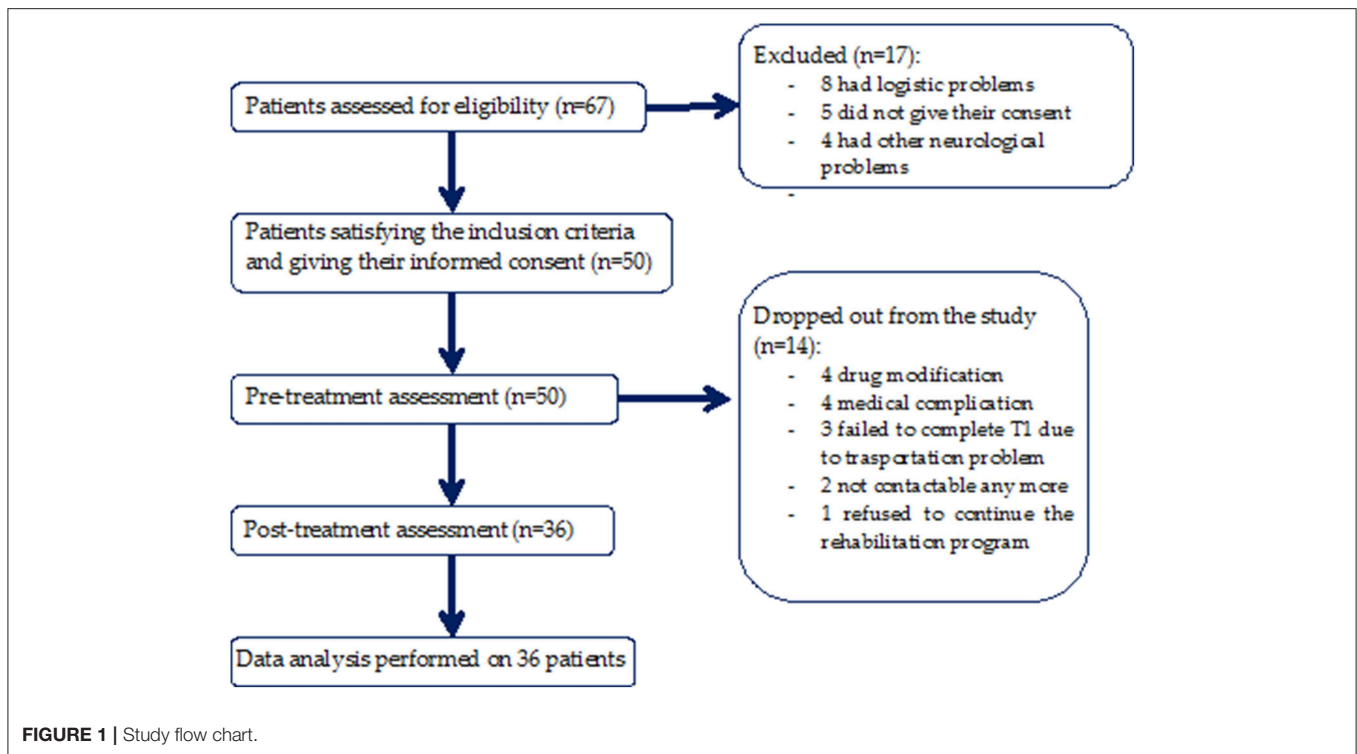 Patients assessed for eligibility (n=67)
Excluded (n=17):
- 8 had logistic problems
- 5 did not give their consent
- 4 had other neurological
problems
-
Patients satisfying the inclusion criteria
and giving their informed consent (n=50)
Pre-treatment assessment (n=50)
Dropped out from the study
(n=14):
- 4 drug modification
- 4 medical complication
- 3 failed to complete T1 due
to trasportation problem
- 2 not contactable any more
- 1 refused to continue the
rehabilitation program
Post-treatment assessment (n=36)
Data analysis performed on 36 patients
FIGURE 1 | Study flow chart.